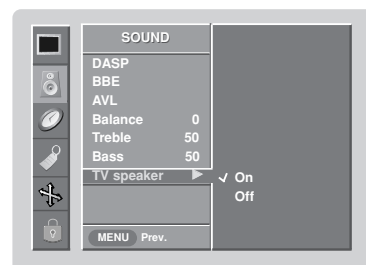 SOUND
DASP
BBE
AVL
Balance 0
Treble 50
Bass 50
TV speaker ► ✓ On
Off
MENU Prev.